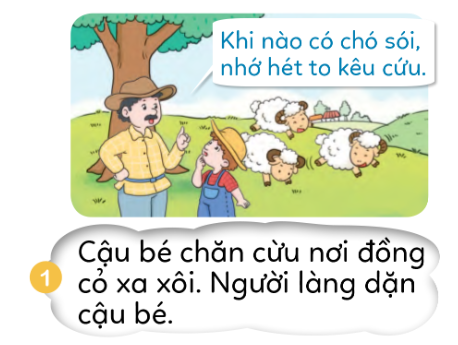 Khi nào có chó sói,
nhớ hét to kêu cứu.
1
Cậu bé chăn cừu nơi đồng
cỏ xa xôi. Người làng dặn
cậu bé.